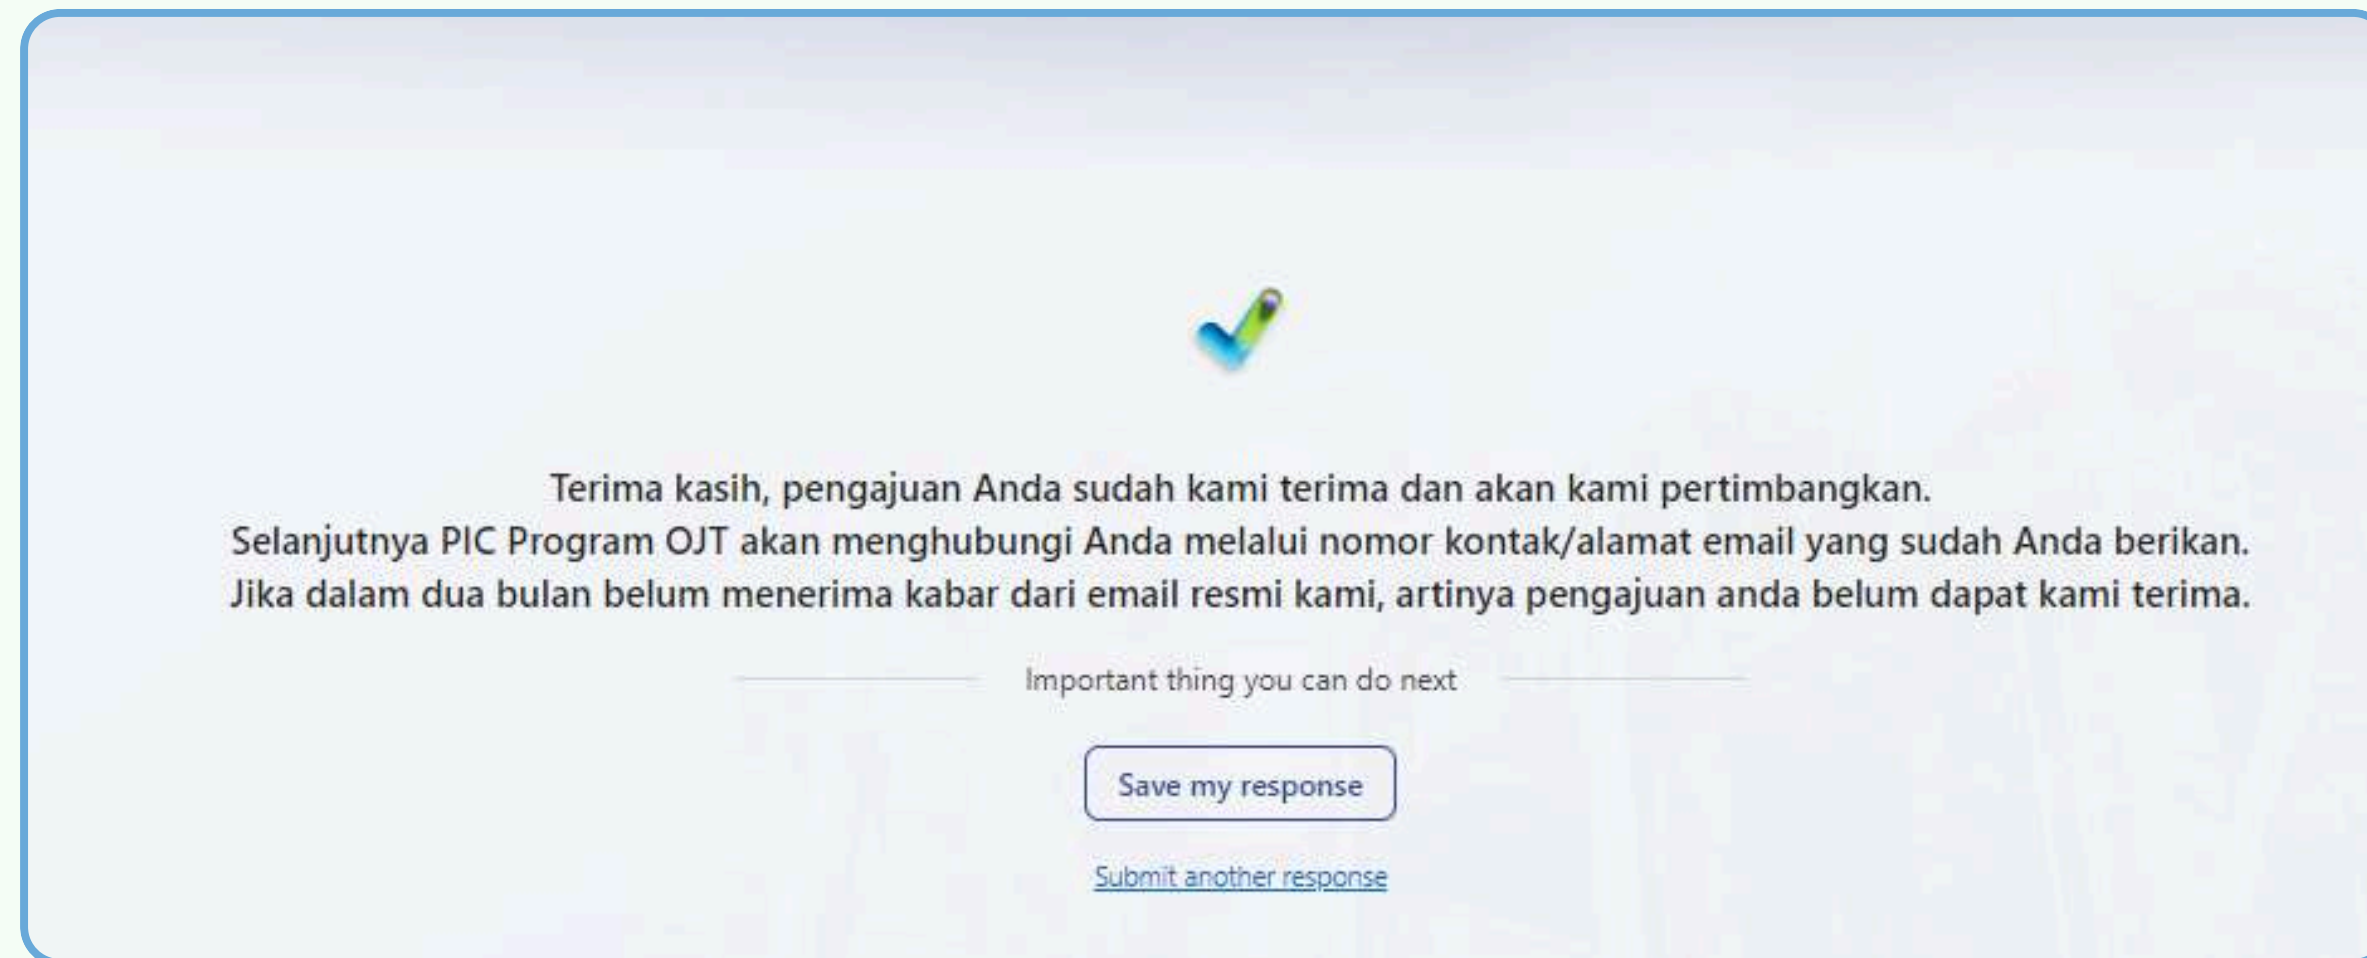 Terima kasih, pengajuan Anda sudah kami terima dan akan kami pertimbangkan.
Selanjutnya PIC Program OJT akan menghubungi Anda melalui nomor kontak/alamat email yang sudah Anda berikan.
Jika dalam dua bulan belum menerima kabar dari email resmi kami, artinya pengajuan anda belum dapat kami terima.
Important thing you can do next
Save my response
Submit another response